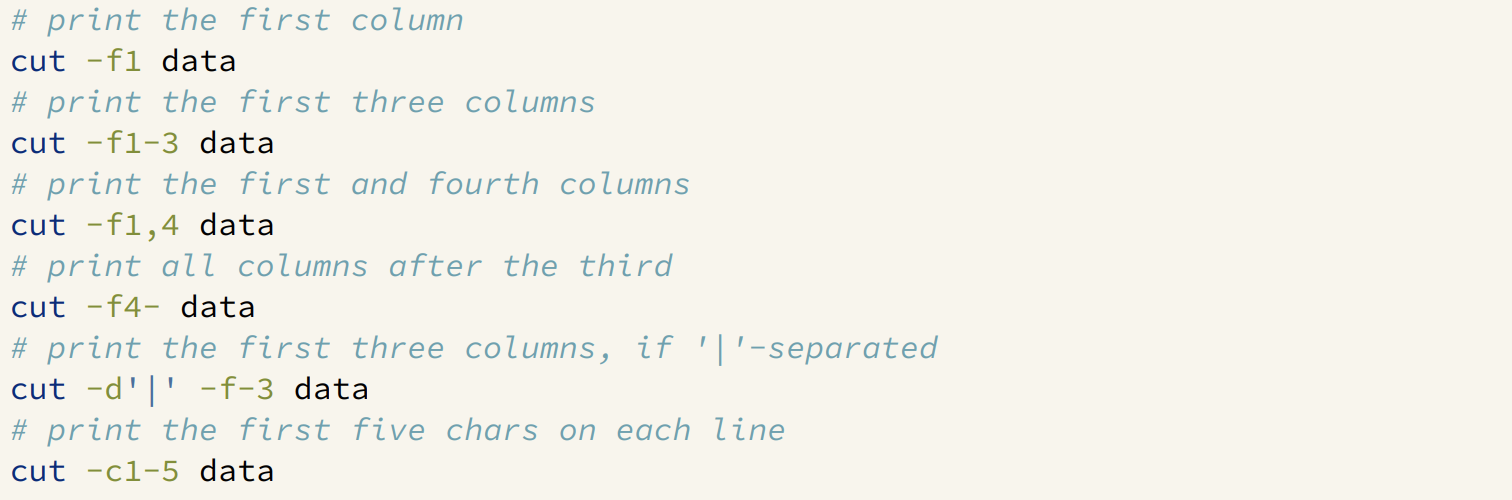 # print the first column
cut -f1 data
# print the first three columns
cut -f1-3 data
# print the first and fourth columns
cut -f1,4 data
# print all columns after the third
cut -f4- data
# print the first three columns, if '|'-separated
cut -d'|' -f-3 data
# print the first five chars on each line
cut -c1-5 data